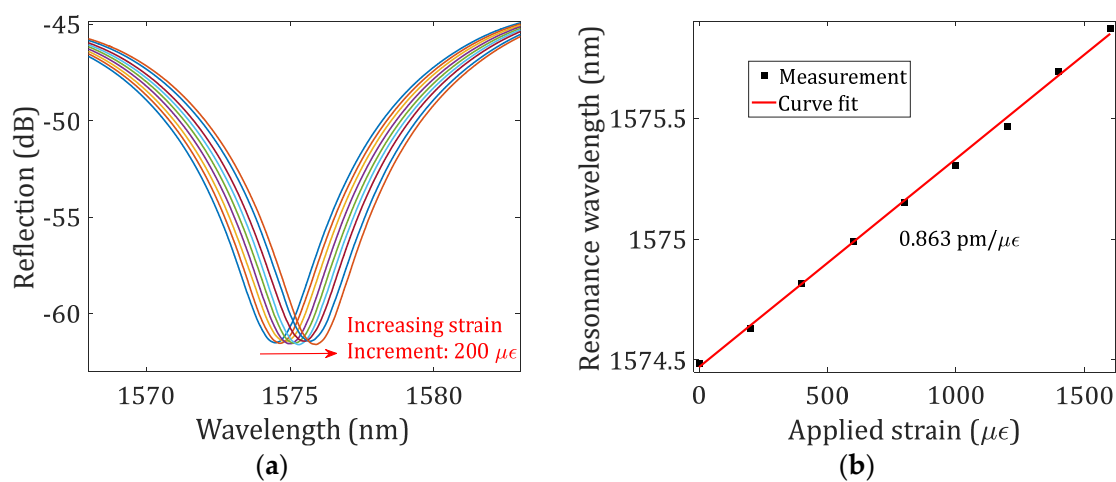 -45
-50
-55
-60
Reflection (dB)
Increasing strain
Increment: 200 μϵ
1570
1575
1580
Wavelength (nm)
(a)
1575.5
1575
1574.5
Resonance wavelength (nm)
Measurement
Curve fit
0.863 pm/μϵ
0
500
1000
1500
Applied strain (μϵ)
(b)